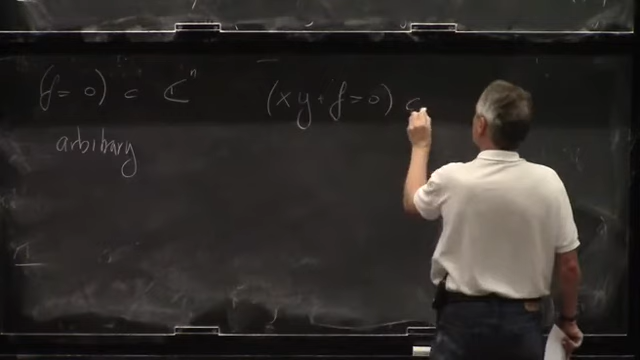 (f = 0) ⊂ ℂⁿ
(xy + f = 0) ⊂
arbitrary